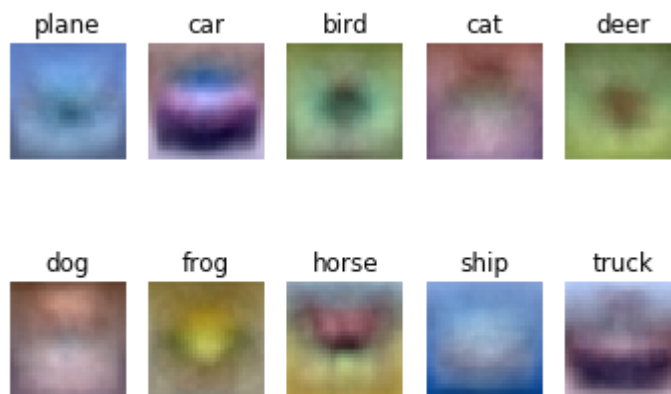 plane car bird cat deer
dog frog horse ship truck